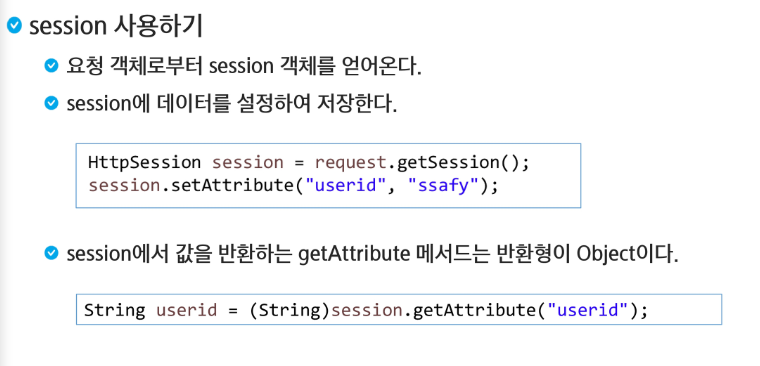 session 사용하기
요청 객체로부터 session 객체를 얻어온다.
session에 데이터를 설정하여 저장한다.
HttpSession session = request.getSession();
session.setAttribute("userid", "ssafy");
session에서 값을 반환하는 getAttribute 메서드는 반환형이 Object이다.
String userid = (String)session.getAttribute("userid");